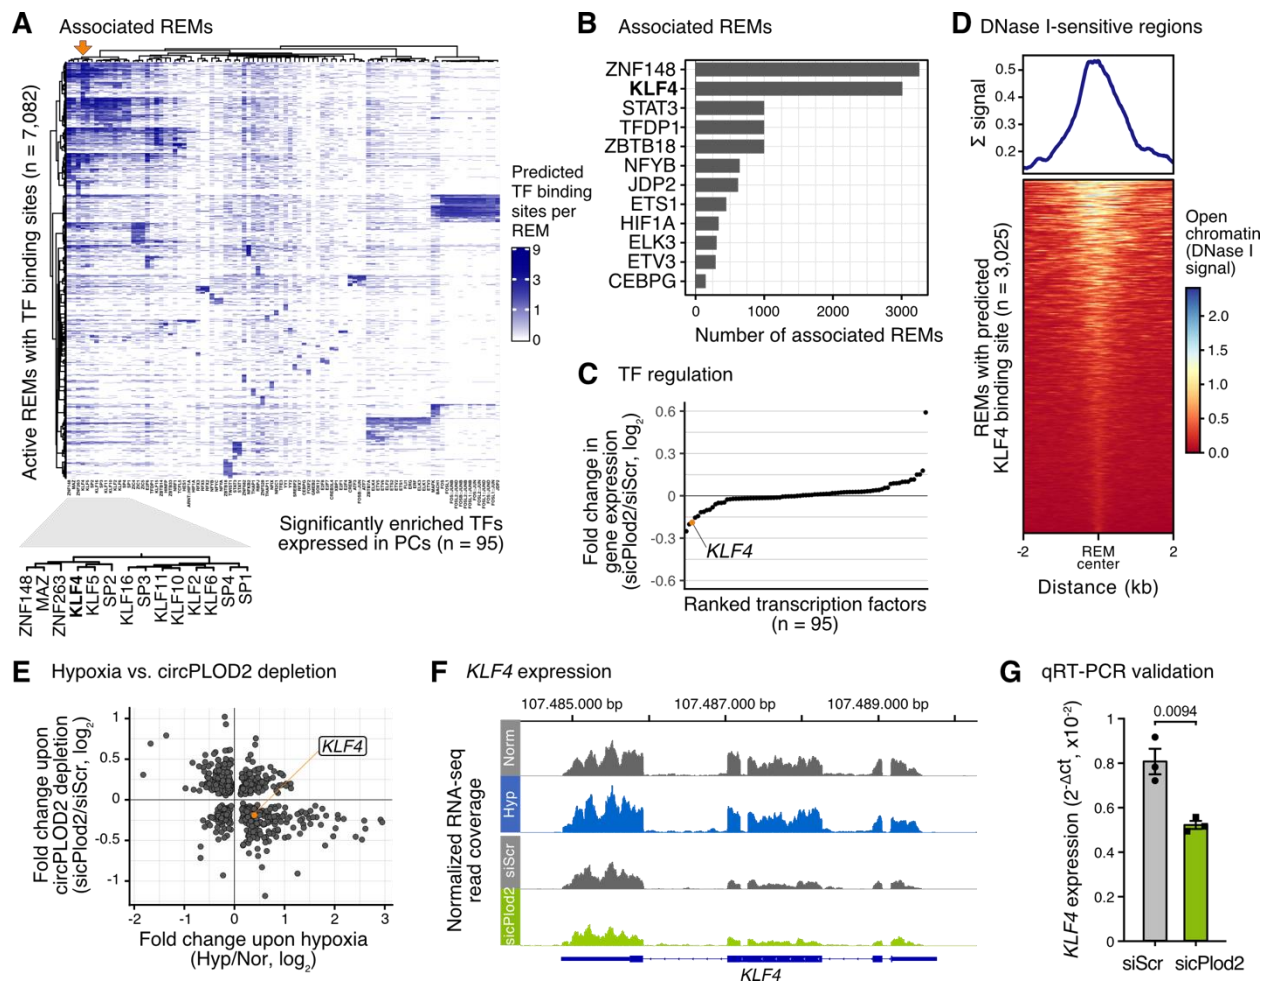 A Associated REMs
Active REMs with TF binding sites (n = 7,082)
Predicted
TF binding
sites per
REM
9
3
1
0
Significantly enriched TFs
expressed in PCs (n = 95)
ZNF148
MAZ
ZNF263
KLF4
KLF5
SP2
KLF16
SP3
KLF11
KLF10
KLF2
KLF6
SP4
SP1
B Associated REMs
ZNF148
KLF4
STAT3
TFDP1
ZBTB18
NFYB
JDP2
ETS1
HIF1A
ELK3
ETV3
CEBPG
0 1000 2000 3000
Number of associated REMs
C TF regulation
Fold change in
gene expression
(sicPlod2/siScr, log2)
0.6
0.3
0
-0.3
-0.6
KLF4
Ranked transcription factors
(n = 95)
D DNase I-sensitive regions
Σ signal
0.5
0.4
0.3
0.2
REMs with predicted
KLF4 binding site (n = 3,025)
-2 REM 2
center
Distance (kb)
Open
chromatin
(DNase I
signal)
2.0
1.5
1.0
0.5
0.0
E Hypoxia vs. circPLOD2 depletion
Fold change upon
circPLOD2 depletion
(sicPlod2/siScr, log2)
1
0.5
0
-0.5
-1
KLF4
-2 -1 0 1 2 3
Fold change upon hypoxia
(Hyp/Nor, log2)
F KLF4 expression
107.485.000 bp 107.487.000 bp 107.489.000 bp
Normalized RNA-seq
read coverage
Norm
Hyp
siScr
sicPlod2
KLF4
G qRT-PCR validation
KLF4 expression (2-Δct, x10-2)
1
0.8
0.6
0.4
0.2
0
0.0094
siScr sicPlod2